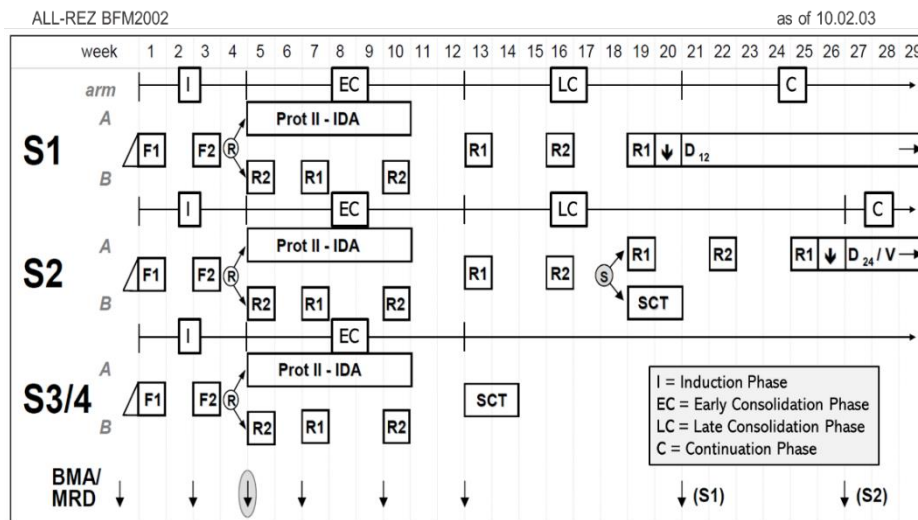 ALL-REZ BFM2002 as of 10.02.03
week 1 2 3 4 5 6 7 8 9 10 11 12 13 14 15 16 17 18 19 20 21 22 23 24 25 26 27 28 29
arm I EC LC C
A Prot II - IDA
S1 F1 F2 R R1 R2 R1 D 12
B R2 R1 R2
I EC LC C
A Prot II - IDA R1 R2 R1 D 24 / V
S2 F1 F2 R R1 R2 S
B R2 R1 R2 SCT
I EC
A Prot II - IDA
S3/4 F1 F2 R SCT
B R2 R1 R2
I = Induction Phase
EC = Early Consolidation Phase
LC = Late Consolidation Phase
C = Continuation Phase
BMA/
MRD (S1) (S2)